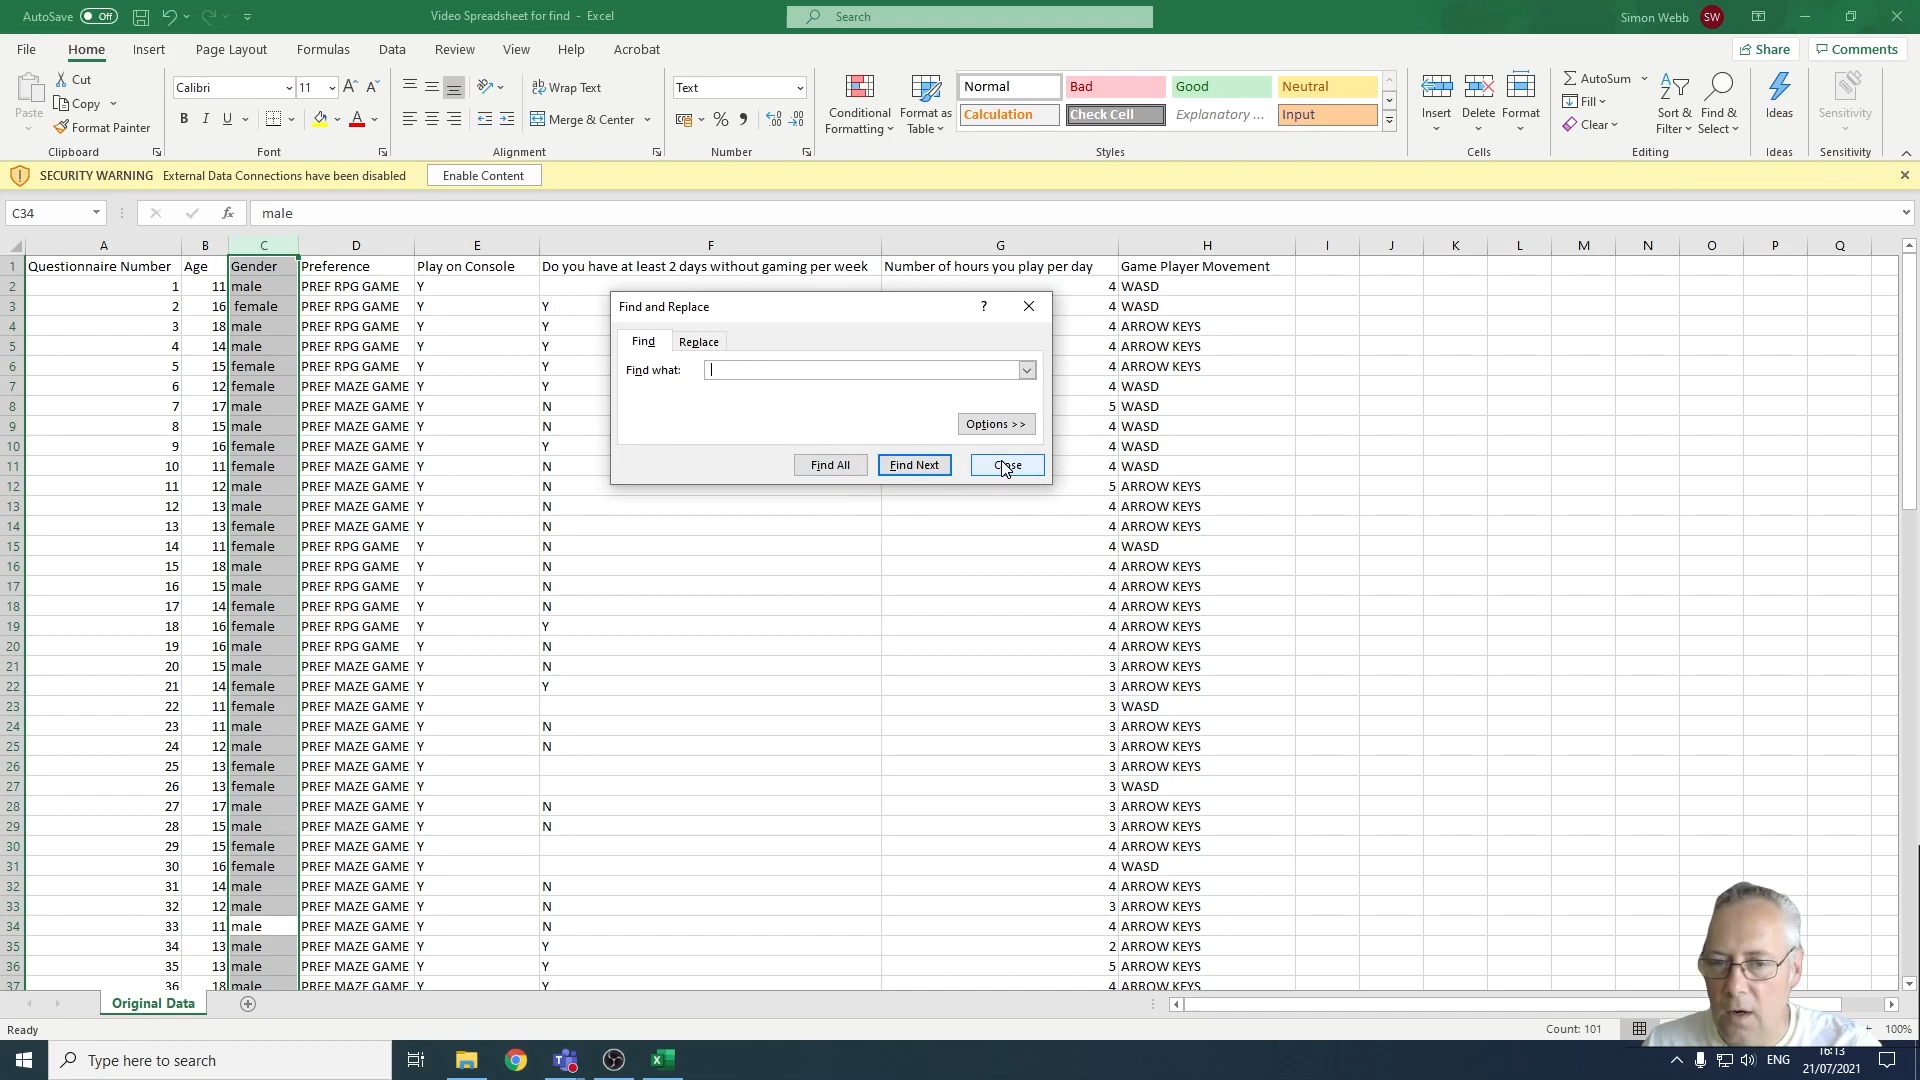 AutoSave Off Video Spreadsheet for find - Excel Search Simon Webb SW
File Home Insert Page Layout Formulas Data Review View Help Acrobat Share Comments
Paste Cut Copy Format Painter Clipboard
Calibri 11 A A B I U A Font
Wrap Text Merge & Center Alignment
Text % , Number
Conditional Formatting Format as Table Normal Bad Good Neutral
Calculation Check Cell Explanatory ... Input Styles
Insert Delete Format Cells
AutoSum Fill Clear Sort & Filter Find & Select Editing
Ideas Ideas Sensitivity Sensitivity
SECURITY WARNING External Data Connections have been disabled Enable Content
C34 fx male
A B C D E F G H I J K L M N O P Q
1 Questionnaire Number Age Gender Preference Play on Console Do you have at least 2 days without gaming per week Number of hours you play per day Game Player Movement
2 1 11 male PREF RPG GAME Y 4 WASD
3 2 16 female PREF RPG GAME Y Y 4 WASD
4 3 18 male PREF RPG GAME Y Y 4 ARROW KEYS
5 4 14 male PREF RPG GAME Y Y 4 ARROW KEYS
6 5 15 female PREF RPG GAME Y Y 4 ARROW KEYS
7 6 12 female PREF MAZE GAME Y Y 4 WASD
8 7 17 male PREF MAZE GAME Y N 5 WASD
9 8 15 male PREF MAZE GAME Y N 4 WASD
10 9 16 female PREF MAZE GAME Y Y 4 WASD
11 10 11 female PREF MAZE GAME Y N 4 WASD
12 11 12 male PREF MAZE GAME Y N 5 ARROW KEYS
13 12 13 male PREF MAZE GAME Y N 4 ARROW KEYS
14 13 13 female PREF MAZE GAME Y N 4 ARROW KEYS
15 14 11 female PREF RPG GAME Y N 4 WASD
16 15 18 male PREF RPG GAME Y N 4 ARROW KEYS
17 16 15 male PREF RPG GAME Y N 4 ARROW KEYS
18 17 14 female PREF RPG GAME Y N 4 ARROW KEYS
19 18 16 female PREF RPG GAME Y Y 4 ARROW KEYS
20 19 16 male PREF RPG GAME Y N 4 ARROW KEYS
21 20 15 male PREF MAZE GAME Y N 3 ARROW KEYS
22 21 14 female PREF MAZE GAME Y Y 3 ARROW KEYS
23 22 11 female PREF MAZE GAME Y 3 WASD
24 23 11 male PREF MAZE GAME Y N 3 ARROW KEYS
25 24 12 male PREF MAZE GAME Y N 3 ARROW KEYS
26 25 13 female PREF MAZE GAME Y 3 ARROW KEYS
27 26 13 female PREF MAZE GAME Y 3 WASD
28 27 17 male PREF MAZE GAME Y N 3 ARROW KEYS
29 28 15 male PREF MAZE GAME Y N 3 ARROW KEYS
30 29 15 female PREF MAZE GAME Y 4 ARROW KEYS
31 30 16 female PREF MAZE GAME Y 4 WASD
32 31 14 male PREF MAZE GAME Y N 4 ARROW KEYS
33 32 12 male PREF MAZE GAME Y N 3 ARROW KEYS
34 33 11 male PREF MAZE GAME Y N 4 ARROW KEYS
35 34 13 male PREF MAZE GAME Y Y 2 ARROW KEYS
36 35 13 male PREF MAZE GAME Y Y 5 ARROW KEYS
37 36 18 male PREF MAZE GAME Y Y 4 ARROW KEYS
Find and Replace ?
Find Replace
Find what:
Options >>
Find All Find Next
Original Data
Ready Count: 101 100%
Type here to search ENG 16:13
21/07/2021